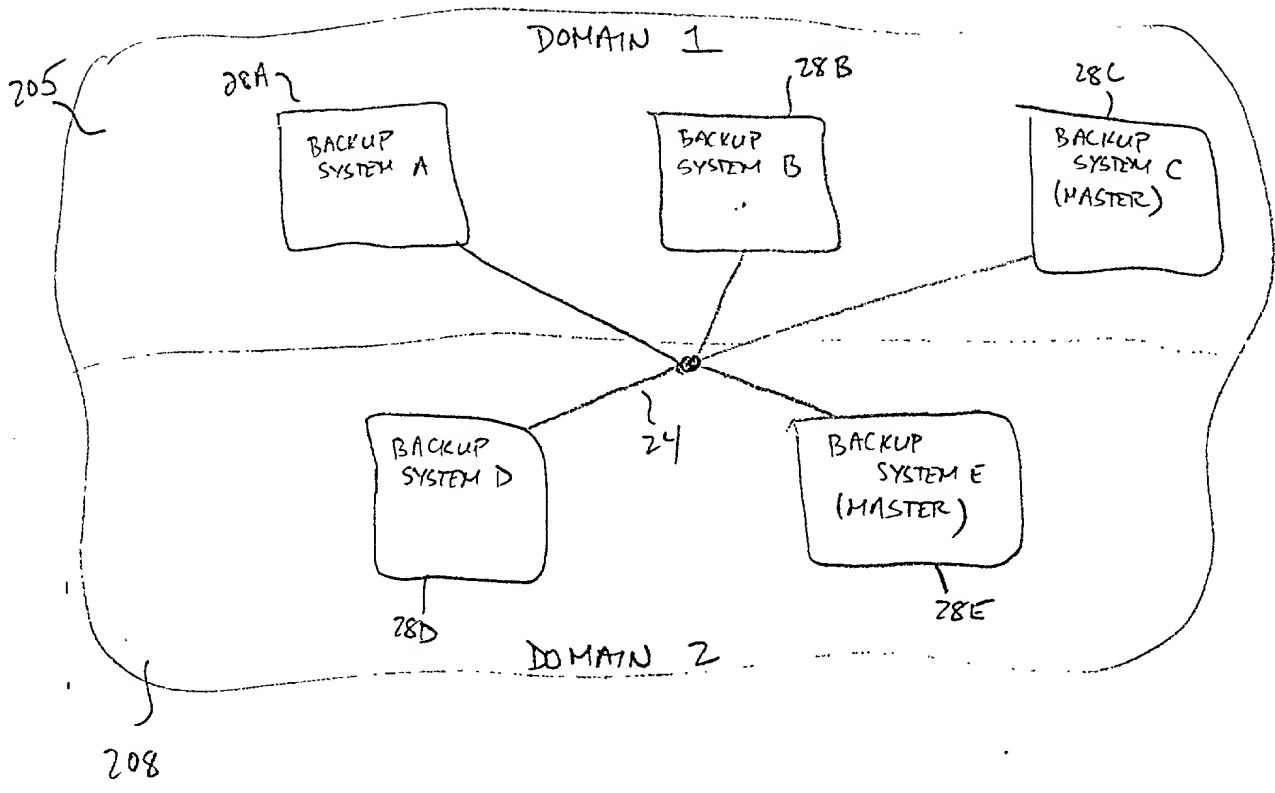 DOMAIN 1
205
28A
28B
28C
BACKUP
SYSTEM A
BACKUP
SYSTEM B
BACKUP
SYSTEM C
(MASTER)
24
BACKUP
SYSTEM D
BACKUP
SYSTEM E
(MASTER)
28D
28E
DOMAIN 2
208